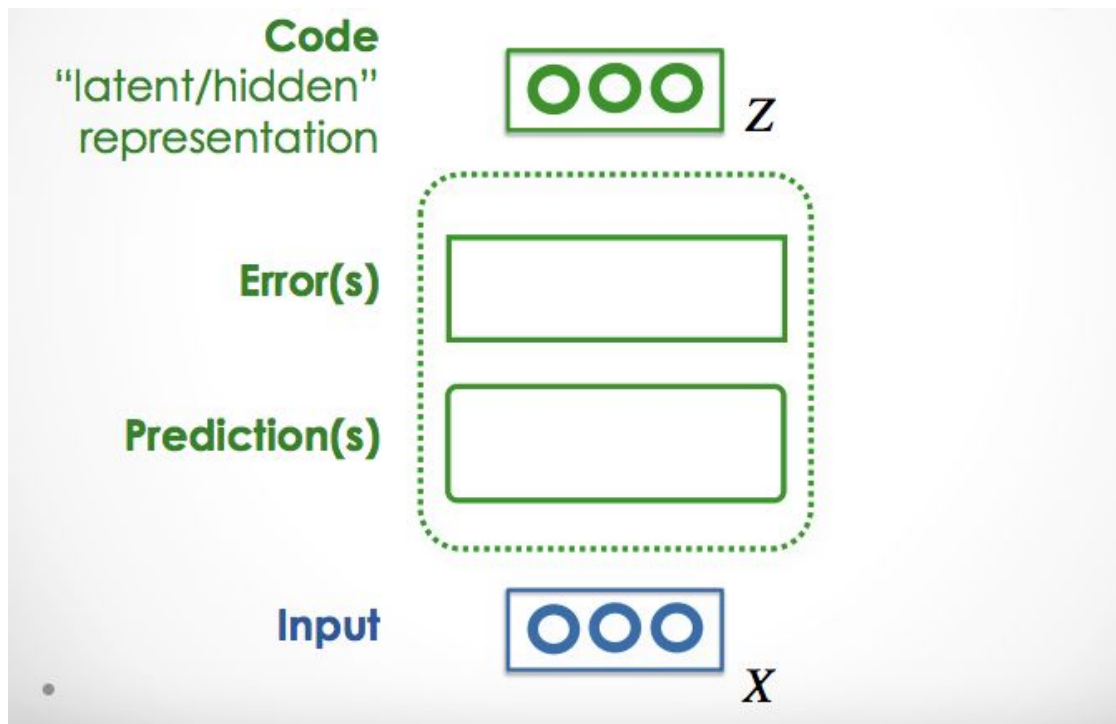 Code
“latent/hidden”
representation
Z
Error(s)
Prediction(s)
Input
X